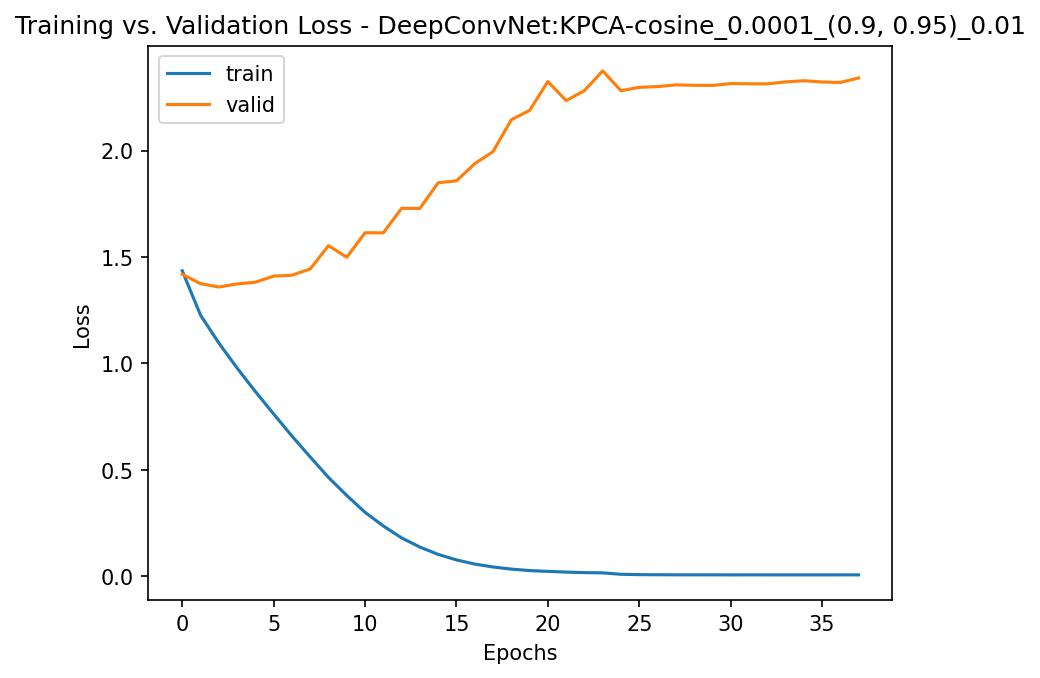 Training vs. Validation Loss - DeepConvNet:KPCA-cosine_0.0001_(0.9, 0.95)_0.01
train
valid
2.0
1.5
1.0
0.5
0.0
Loss
0 5 10 15 20 25 30 35
Epochs